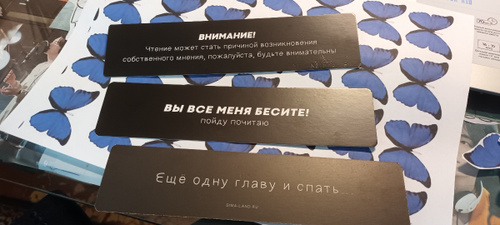 ВНИМАНИЕ!
Чтение может стать причиной возникновения
собственного мнения, пожалуйста, будьте внимательны
ВЫ ВСЕ МЕНЯ БЕСИТЕ!
пойду почитаю
Еще одну главу и спать...